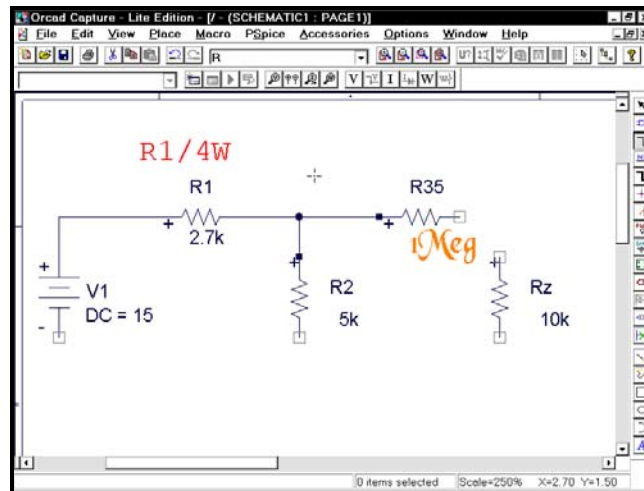 Orcad Capture - Lite Edition - [/ - (SCHEMATIC1 : PAGE1)]
File Edit View Place Macro PSpice Accessories Options Window Help
R
V I W
R1/4W
R1
R35
2.7k
1Meg
+
V1
DC = 15
-
R2
5k
Rz
10k
0 items selected Scale=250% X=2.70 Y=1.50